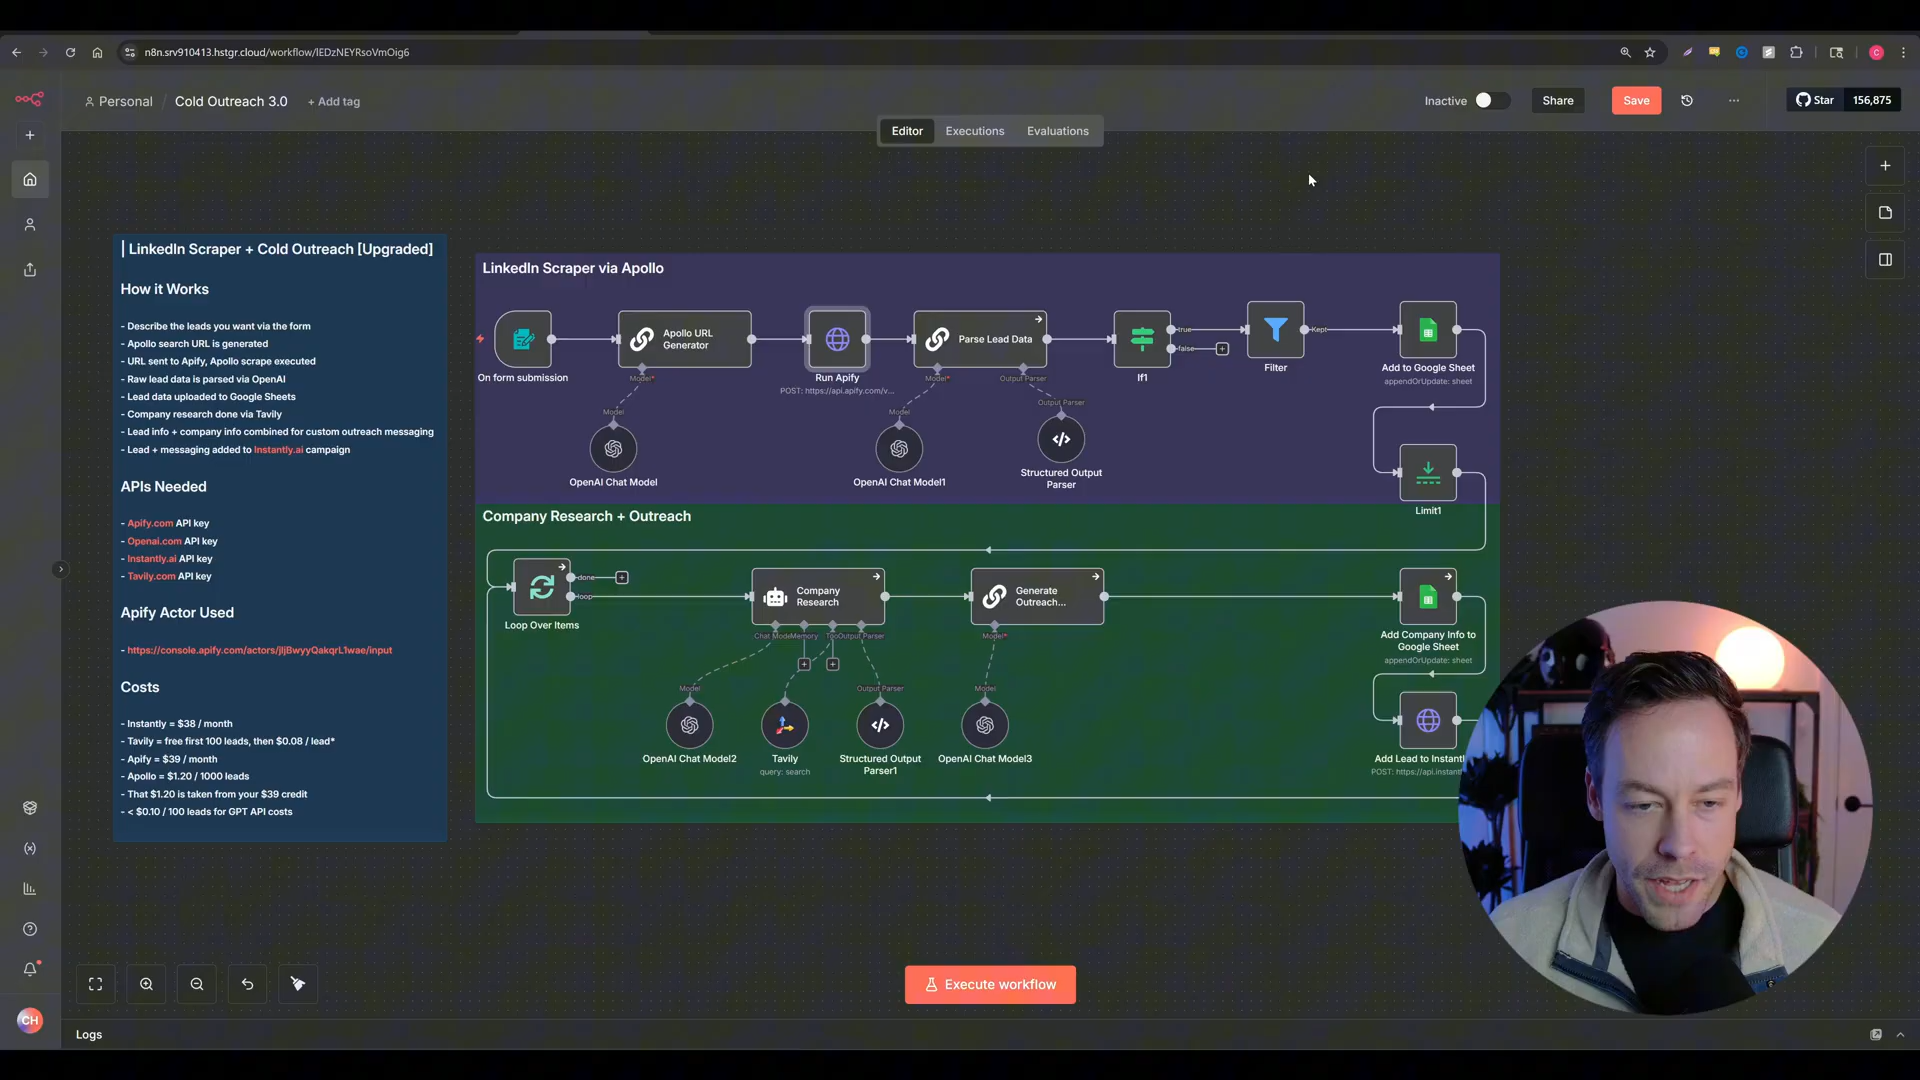 n8n.srv910413.hstgr.cloud/workflow/lEDzNEYRsoVmOig6
Personal / Cold Outreach 3.0 + Add tag
Inactive
Share
Save
Star 156,875
Editor Executions Evaluations
LinkedIn Scraper + Cold Outreach [Upgraded]
How it Works
- Describe the leads you want via the form
- Apollo search URL is generated
- URL sent to Apify, Apollo scrape executed
- Raw lead data is parsed via OpenAI
- Lead data uploaded to Google Sheets
- Company research done via Tavily
- Lead info + company info combined for custom outreach messaging
- Lead + messaging added to Instantly.ai campaign
APIs Needed
- Apify.com API key
- Openai.com API key
- Instantly.ai API key
- Tavily.com API key
Apify Actor Used
- https://console.apify.com/actors/jljBwyyQakqrL1wae/input
Costs
- Instantly = $38 / month
- Tavily = free first 100 leads, then $0.08 / lead*
- Apify = $39 / month
- Apollo = $1.20 / 1000 leads
- That $1.20 is taken from your $39 credit
- < $0.10 / 100 leads for GPT API costs
LinkedIn Scraper via Apollo
On form submission
Apollo URL
Generator
Model*
Model
OpenAI Chat Model
Run Apify
POST: https://api.apify.com/v...
Parse Lead Data
Model*
Output Parser
Model
OpenAI Chat Model1
Output Parser
Structured Output
Parser
true
false
If1
Filter
Kept
Add to Google Sheet
appendOrUpdate: sheet
Limit1
Company Research + Outreach
done
loop
Loop Over Items
Company
Research
Chat Mode
Memory
Too
Output Parser
Model
OpenAI Chat Model2
Tavily
query: search
Output Parser
Structured Output
Parser1
Generate
Outreach...
Model*
Model
OpenAI Chat Model3
Add Company Info to
Google Sheet
appendOrUpdate: sheet
Add Lead to Instantl
POST: https://api.instant
Execute workflow
CH
Logs